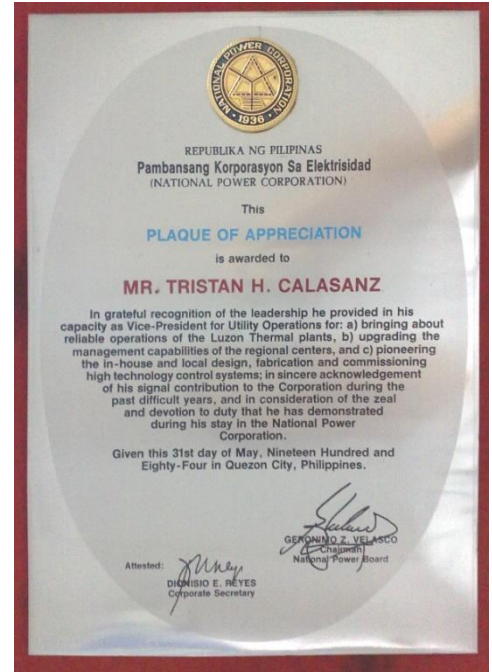 NATIONAL POWER CORPORATION
1936
REPUBLIKA NG PILIPINAS
Pambansang Korporasyon Sa Elektrisidad
(NATIONAL POWER CORPORATION)
This
PLAQUE OF APPRECIATION
is awarded to
MR. TRISTAN H. CALASANZ
In grateful recognition of the leadership he provided in his
capacity as Vice-President for Utility Operations for: a) bringing about
reliable operations of the Luzon Thermal plants, b) upgrading the
management capabilities of the regional centers, and c) pioneering
the in-house and local design, fabrication and commissioning
high technology control systems; in sincere acknowledgement
of his signal contribution to the Corporation during the
past difficult years, and in consideration of the zeal
and devotion to duty that he has demonstrated
during his stay in the National Power
Corporation.
Given this 31st day of May, Nineteen Hundred and
Eighty-Four in Quezon City, Philippines.
GERONIMO Z. VELASCO
Chairman
National Power Board
Attested:
DIONISIO E. REYES
Corporate Secretary